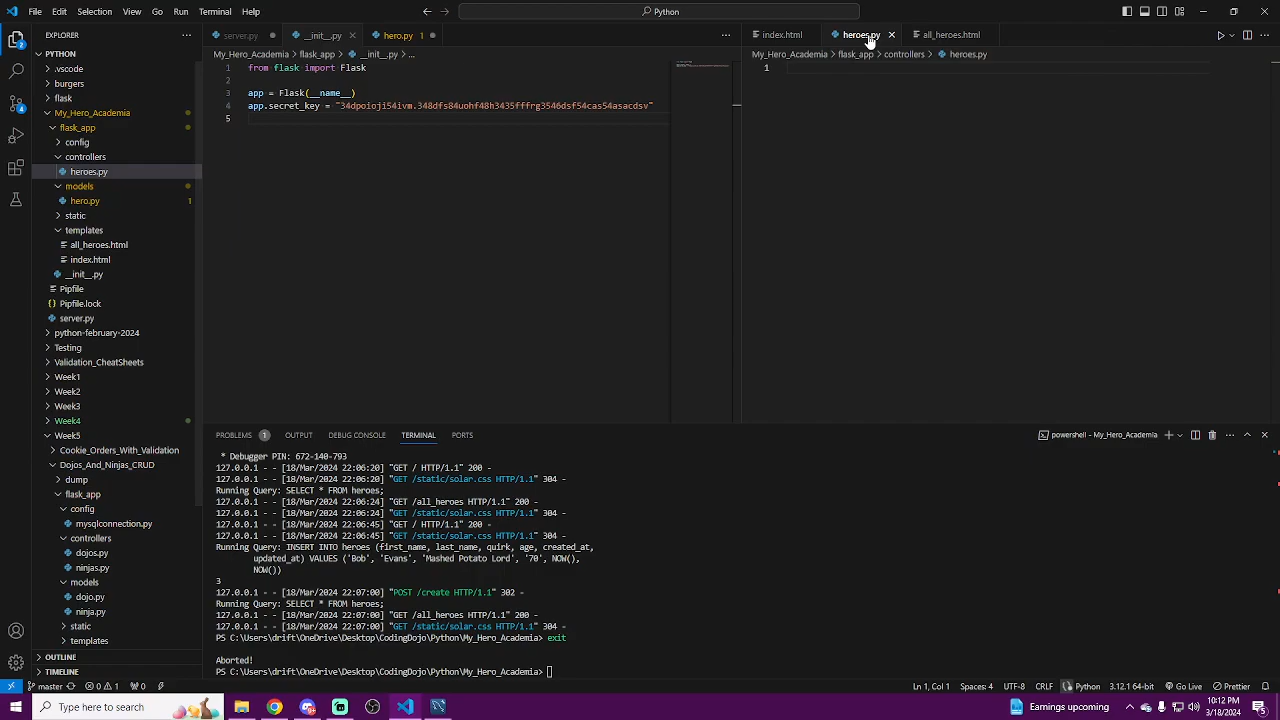 File Edit Selection View Go Run Terminal Help
Python
EXPLORER
PYTHON
.vscode
burgers
flask
My_Hero_Academia
flask_app
config
controllers
heroes.py
models
hero.py 1
static
templates
all_heroes.html
index.html
__init__.py
Pipfile
Pipfile.lock
server.py
python-february-2024
Testing
Validation_CheatSheets
Week1
Week2
Week3
Week4
Week5
Cookie_Orders_With_Validation
Dojos_And_Ninjas_CRUD
dump
flask_app
config
mysqlconnection.py
controllers
dojos.py
ninjas.py
models
dojo.py
ninja.py
static
templates
OUTLINE
TIMELINE
server.py __init__.py hero.py 1
My_Hero_Academia > flask_app > __init__.py > ...
1 from flask import Flask
2
3 app = Flask(__name__)
4 app.secret_key = "34dpoioji54ivm.348dfs84uohf48h3435fffrg3546dsf54cas54asacdsv"
5
index.html heroes.py all_heroes.html
My_Hero_Academia > flask_app > controllers > heroes.py
1
PROBLEMS 1 OUTPUT DEBUG CONSOLE TERMINAL PORTS
powershell - My_Hero_Academia
* Debugger PIN: 672-140-793
127.0.0.1 - - [18/Mar/2024 22:06:20] "GET / HTTP/1.1" 200 -
127.0.0.1 - - [18/Mar/2024 22:06:20] "GET /static/solar.css HTTP/1.1" 304 -
Running Query: SELECT * FROM heroes;
127.0.0.1 - - [18/Mar/2024 22:06:24] "GET /all_heroes HTTP/1.1" 200 -
127.0.0.1 - - [18/Mar/2024 22:06:24] "GET /static/solar.css HTTP/1.1" 304 -
127.0.0.1 - - [18/Mar/2024 22:06:45] "GET / HTTP/1.1" 200 -
127.0.0.1 - - [18/Mar/2024 22:06:45] "GET /static/solar.css HTTP/1.1" 304 -
Running Query: INSERT INTO heroes (first_name, last_name, quirk, age, created_at,
updated_at) VALUES ('Bob', 'Evans', 'Mashed Potato Lord', '70', NOW(),
NOW())
3
127.0.0.1 - - [18/Mar/2024 22:07:00] "POST /create HTTP/1.1" 302 -
Running Query: SELECT * FROM heroes;
127.0.0.1 - - [18/Mar/2024 22:07:00] "GET /all_heroes HTTP/1.1" 200 -
127.0.0.1 - - [18/Mar/2024 22:07:00] "GET /static/solar.css HTTP/1.1" 304 -
PS C:\Users\drift\OneDrive\Desktop\CodingDojo\Python\My_Hero_Academia> exit
Aborted!
PS C:\Users\drift\OneDrive\Desktop\CodingDojo\Python\My_Hero_Academia>
master 0 1 0 Ln 1, Col 1 Spaces: 4 UTF-8 CRLF Python 3.12.1 64-bit Go Live Prettier
Type here to search
Earnings upcoming
10:12 PM
3/18/2024